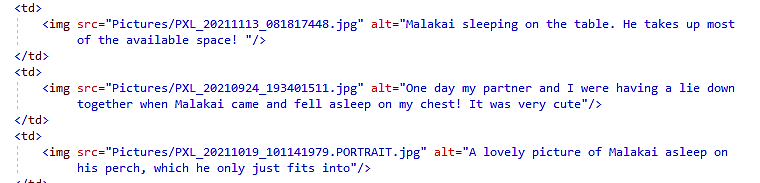 <td>
<img src="Pictures/PXL_20211113_081817448.jpg" alt="Malakai sleeping on the table. He takes up most
of the available space! "/>
</td>
<td>
<img src="Pictures/PXL_20210924_193401511.jpg" alt="One day my partner and I were having a lie down
together when Malakai came and fell asleep on my chest! It was very cute"/>
</td>
<td>
<img src="Pictures/PXL_20211019_101141979.PORTRAIT.jpg" alt="A lovely picture of Malakai asleep on
his perch, which he only just fits into"/>
</td>